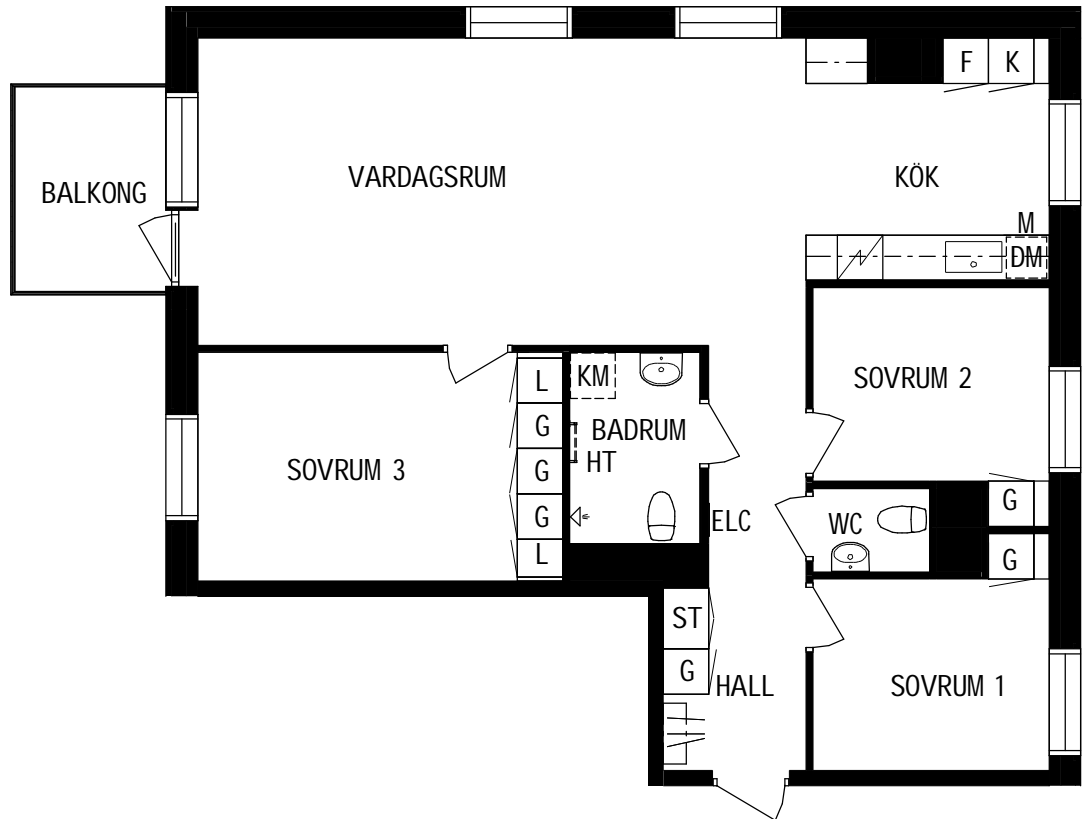 F K
BALKONG
VARDAGSRUM
KÖK
M
DM
KM
L
SOVRUM 2
G
BADRUM
HT
SOVRUM 3
G
G
G
ELC
WC
L
G
ST
G
HALL
SOVRUM 1